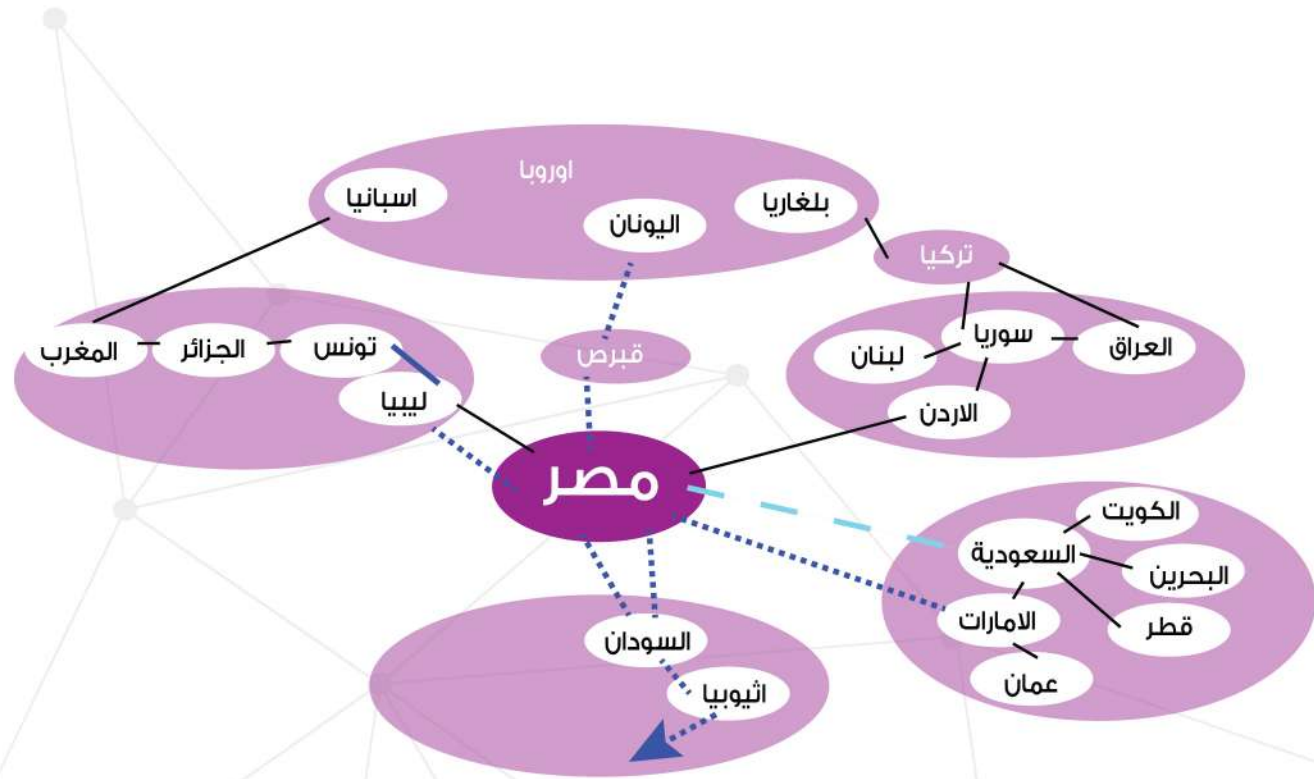 اوروبا
اسبانيا
اليونان
بلغاريا
تركيا
المغرب
الجزائر
تونس
ليبيا
قبرص
لبنان
سوريا
العراق
الاردن
مصر
الكويت
السعودية
البحرين
الامارات
قطر
عمان
السودان
اثيوبيا